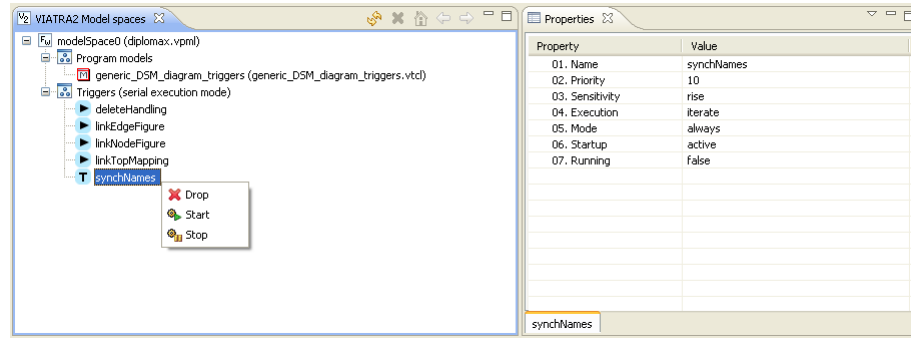 VIATRA2 Model spaces
modelSpace0 (diplomax.vpml)
Program models
generic_DSM_diagram_triggers (generic_DSM_diagram_triggers.vtcl)
Triggers (serial execution mode)
deleteHandling
linkEdgeFigure
linkNodeFigure
linkTopMapping
T synchNames
Drop
Start
Stop
Properties
Property Value
01. Name synchNames
02. Priority 10
03. Sensitivity rise
04. Execution iterate
05. Mode always
06. Startup active
07. Running false
synchNames